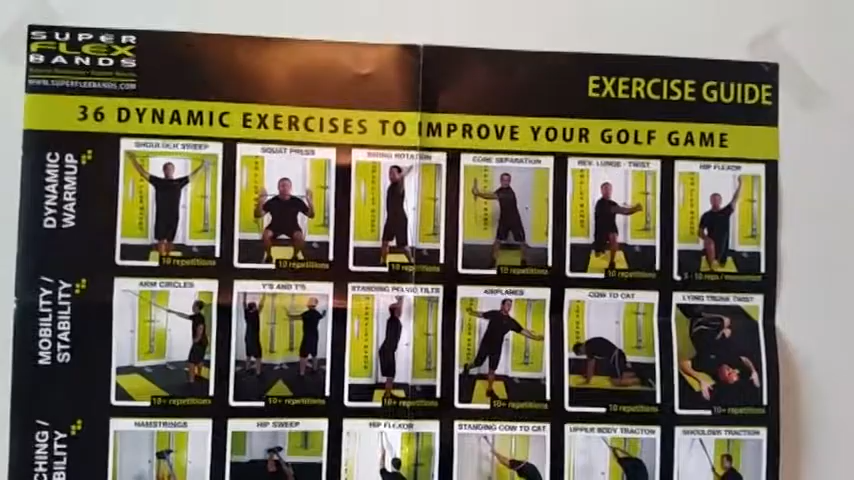 SUPER
FLEX
BANDS
WWW.SUPERFLEXBANDS.COM
EXERCISE GUIDE
36 DYNAMIC EXERCISES TO IMPROVE YOUR GOLF GAME
DYNAMIC
WARMUP
SHOULDER SWEEP
SQUAT PRESS
CORE SEPARATION
REV. LUNGE - TWIST
HIP FLEXOR
10 repetitions
10 repetitions
10 repetitions
10 repetitions
10 repetitions
MOBILITY /
STABILITY
ARM CIRCLES
Y'S AND T'S
STANDING PELVIC TILTS
AIRPLANES
COW TO CAT
LYING TRUNK TWIST
10+ repetitions
10+ repetitions
10+ repetitions
10+ repetitions
10 repetitions
10+ repetitions
HAMSTRINGS
HIP SWEEP
HIP FLEXOR
STANDING COW TO CAT
UPPER BODY TRACTION
SHOULDER TRACTION